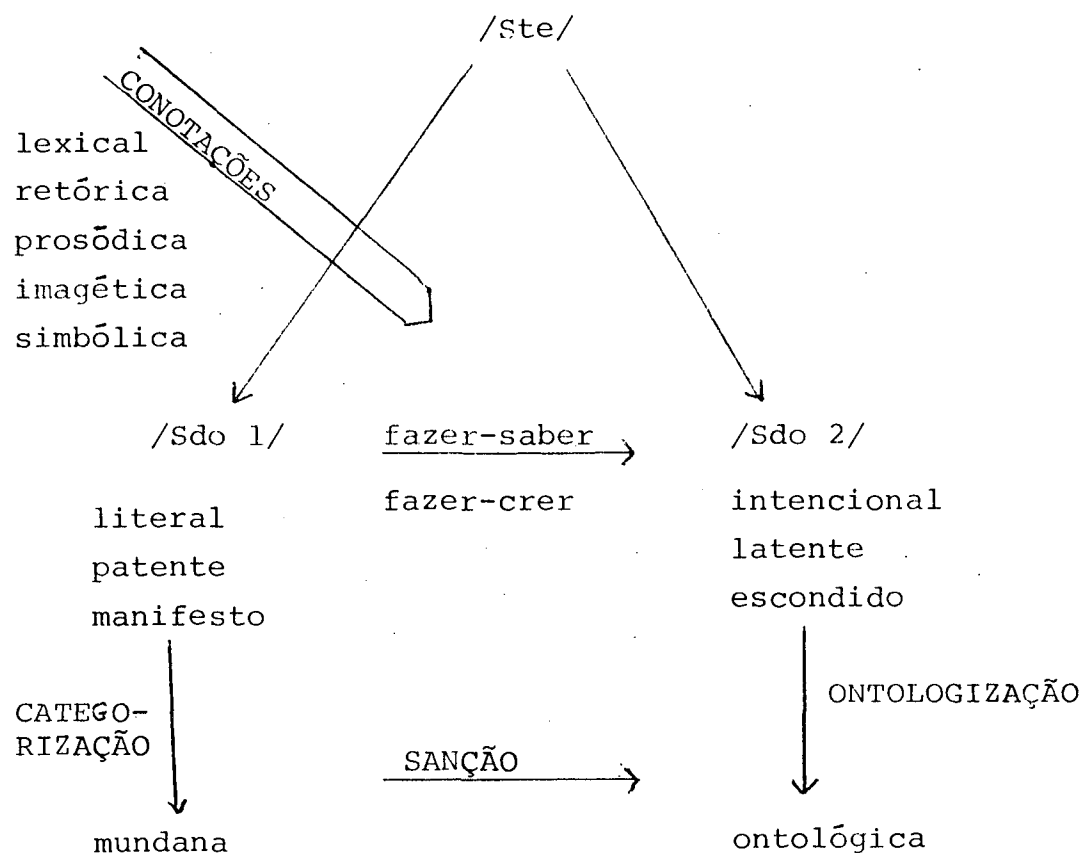 /Ste/
CONOTAÇÕES
lexical
retórica
prosódica
imagética
simbólica
/Sdo 1/
fazer-saber
/Sdo 2/
fazer-crer
literal
patente
manifesto
intencional
latente
escondido
CATEGO-
RIZAÇÃO
ONTOLOGIZAÇÃO
SANÇÃO
mundana
ontológica